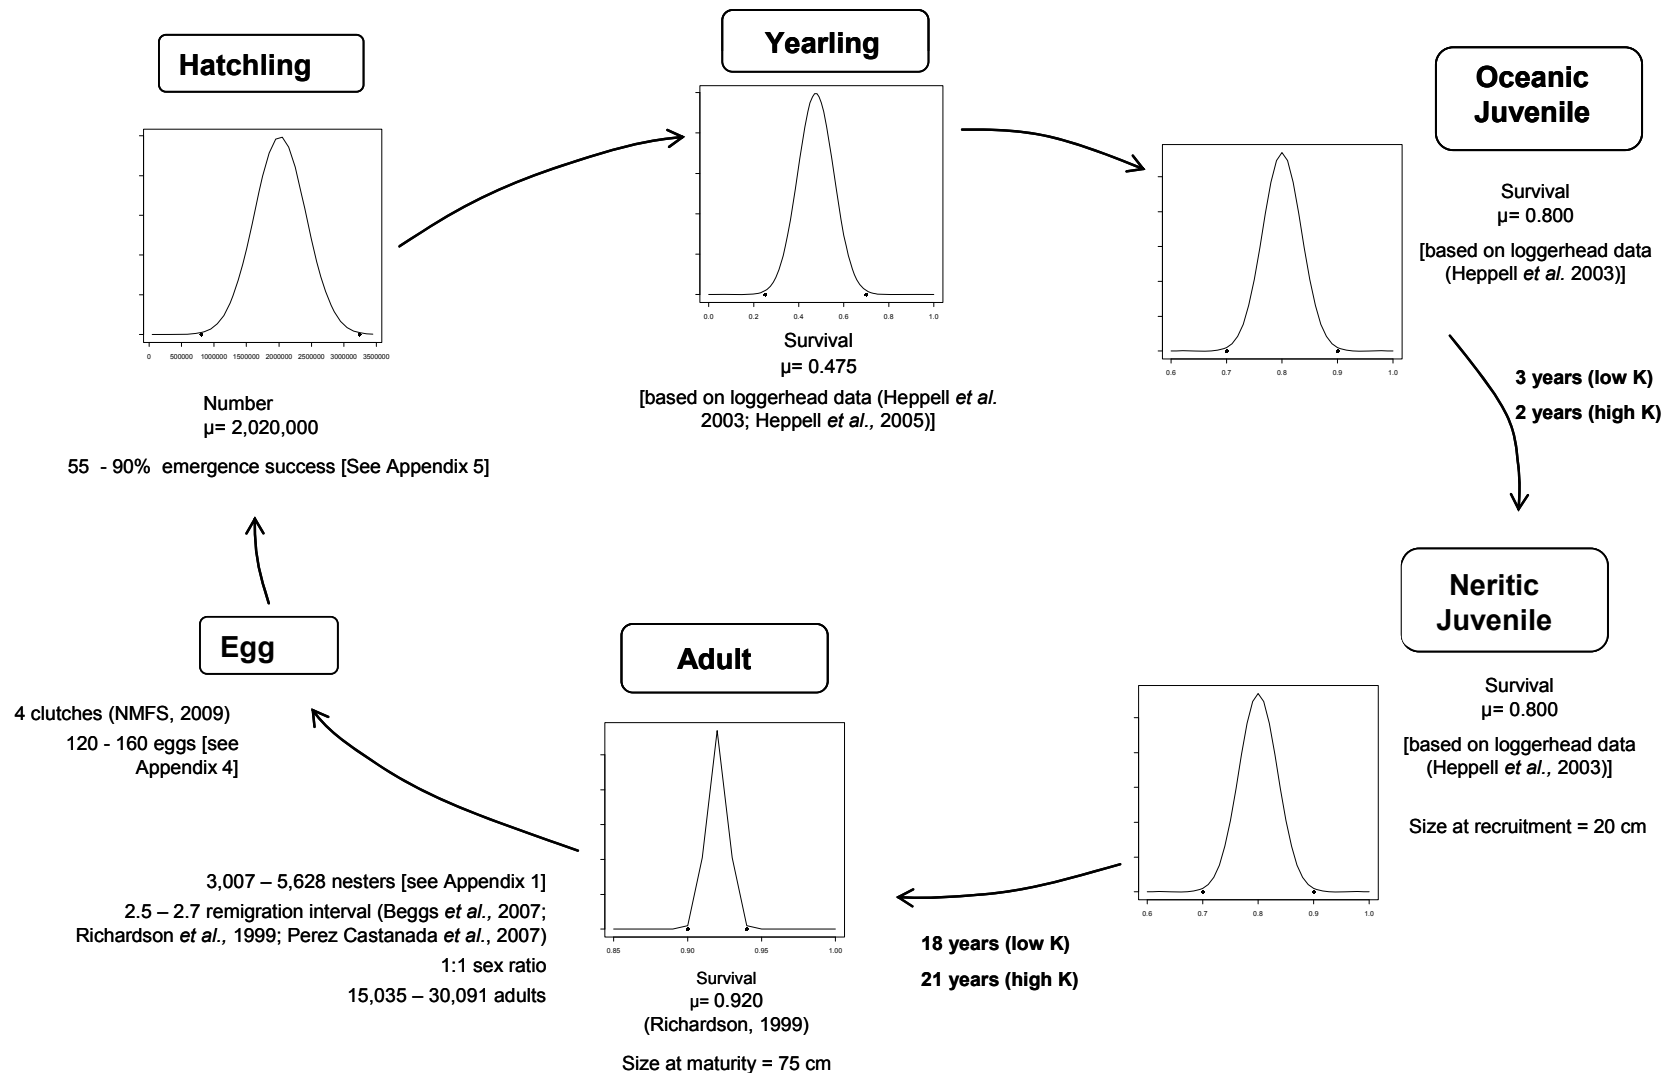 Hatchling
0 500000 1000000 1500000 2000000 2500000 3000000 3500000
Number
µ= 2,020,000
55 - 90% emergence success [See Appendix 5]
Yearling
0.0 0.2 0.4 0.6 0.8 1.0
Survival
µ= 0.475
[based on loggerhead data (Heppell et al.
2003; Heppell et al., 2005)]
Oceanic
Juvenile
0.6 0.7 0.8 0.9 1.0
Survival
µ= 0.800
[based on loggerhead data
(Heppell et al. 2003)]
3 years (low K)
2 years (high K)
Neritic
Juvenile
0.6 0.7 0.8 0.9 1.0
Survival
µ= 0.800
[based on loggerhead data
(Heppell et al., 2003)]
Size at recruitment = 20 cm
18 years (low K)
21 years (high K)
Adult
0.85 0.90 0.95 1.00
Survival
µ= 0.920
(Richardson, 1999)
Size at maturity = 75 cm
3,007 – 5,628 nesters [see Appendix 1]
2.5 – 2.7 remigration interval (Beggs et al., 2007;
Richardson et al., 1999; Perez Castanada et al., 2007)
1:1 sex ratio
15,035 – 30,091 adults
Egg
4 clutches (NMFS, 2009)
120 - 160 eggs [see
Appendix 4]